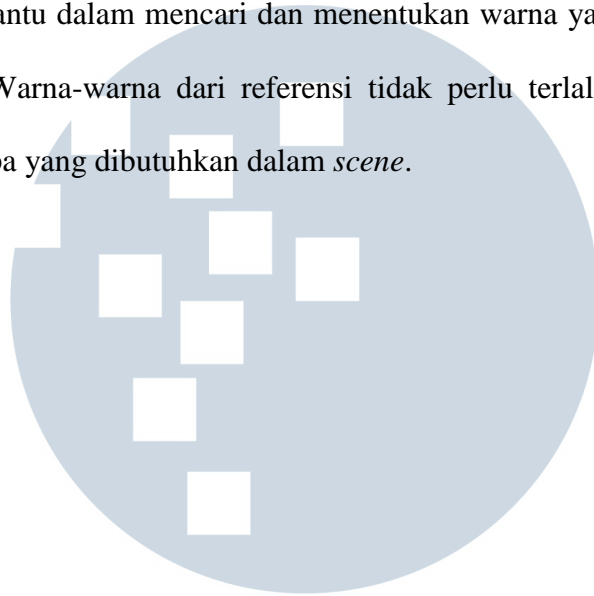 antu dalam mencari dan menentukan warna ya
Warna-warna dari referensi tidak perlu terlal
pa yang dibutuhkan dalam scene.